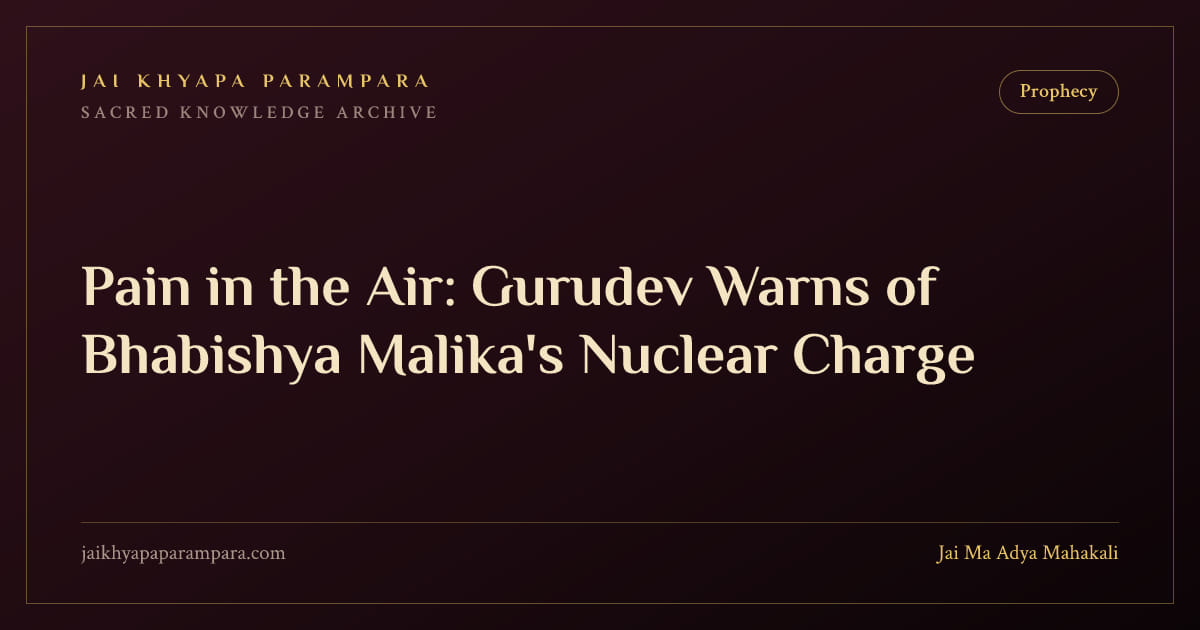 JAI KHYAPA PARAMPARA
SACRED KNOWLEDGE ARCHIVE
Prophecy
Pain in the Air: Gurudev Warns of
Bhabishya Malika's Nuclear Charge
jaikhyapaparampara.com
Jai Ma Adya Mahakali